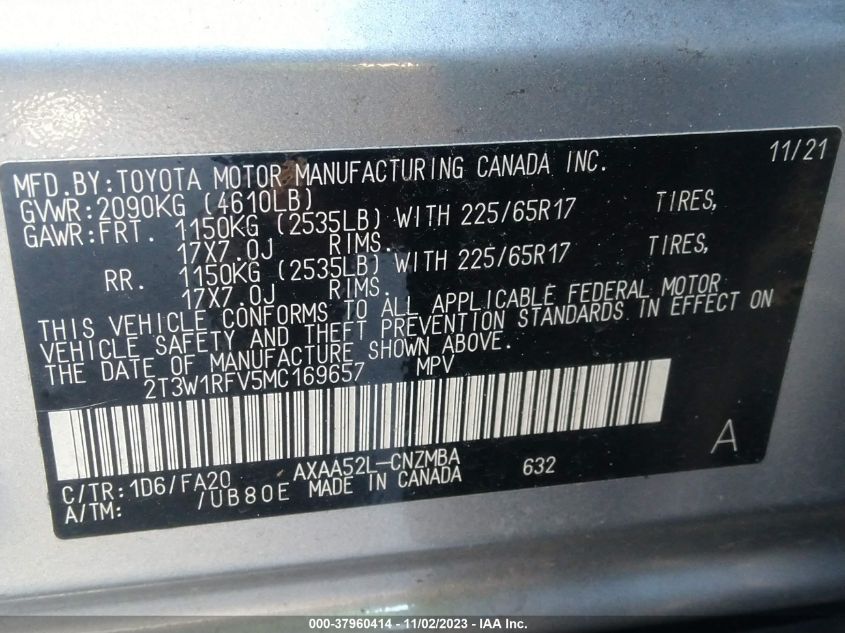 MFD.BY:TOYOTA MOTOR MANUFACTURING CANADA INC. 11/21
GVWR:2090KG (4610LB)
GAWR:FRT. 1150KG (2535LB) WITH 225/65R17 TIRES,
17X7.0J RIMS.
RR. 1150KG (2535LB) WITH 225/65R17 TIRES,
17X7.0J RIMS.
THIS VEHICLE CONFORMS TO ALL APPLICABLE FEDERAL MOTOR
VEHICLE SAFETY AND THEFT PREVENTION STANDARDS IN EFFECT ON
THE DATE OF MANUFACTURE SHOWN ABOVE.
2T3W1RFV5MC169657 MPV
A
C/TR:1D6/FA20 AXAA52L-CNZMBA 632
A/TM: /UB80E MADE IN CANADA
000-37960414 - 11/02/2023 - IAA Inc.